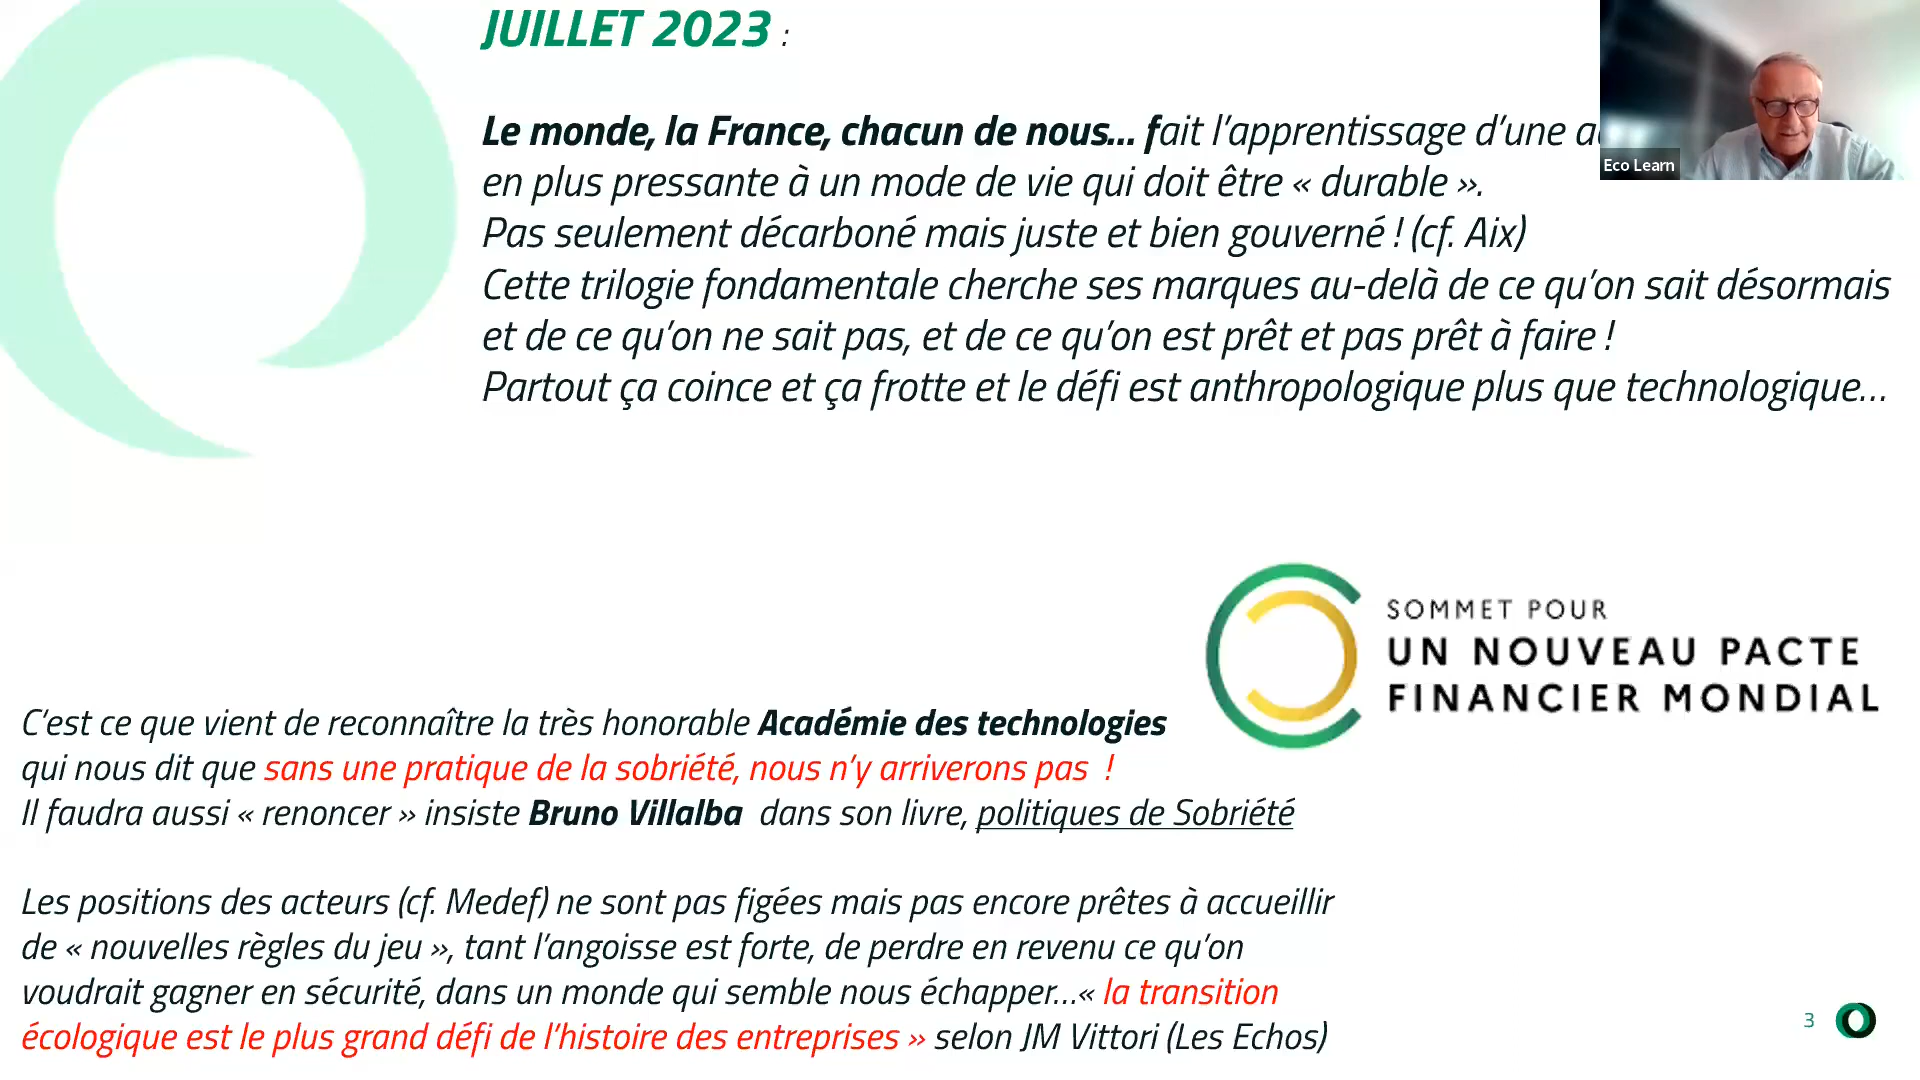 JUILLET 2023 :
Le monde, la France, chacun de nous... fait l’apprentissage d’une
en plus pressante à un mode de vie qui doit être « durable ».
Pas seulement décarboné mais juste et bien gouverné ! (cf. Aix)
Cette trilogie fondamentale cherche ses marques au-delà de ce qu’on sait désormais
et de ce qu’on ne sait pas, et de ce qu’on est prêt et pas prêt à faire !
Partout ça coince et ça frotte et le défi est anthropologique plus que technologique...
Eco Learn
SOMMET POUR
UN NOUVEAU PACTE
FINANCIER MONDIAL
C’est ce que vient de reconnaître la très honorable Académie des technologies
qui nous dit que sans une pratique de la sobriété, nous n’y arriverons pas !
Il faudra aussi « renoncer » insiste Bruno Villalba dans son livre, politiques de Sobriété
Les positions des acteurs (cf. Medef) ne sont pas figées mais pas encore prêtes à accueillir
de « nouvelles règles du jeu », tant l’angoisse est forte, de perdre en revenu ce qu’on
voudrait gagner en sécurité, dans un monde qui semble nous échapper...« la transition
écologique est le plus grand défi de l’histoire des entreprises » selon JM Vittori (Les Echos)
3